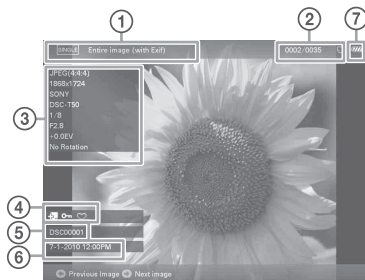 1
2
7
SINGLE Entire image (with Exif)
0002/0035
3
JPEG(4:4:4)
1868x1724
SONY
DSC-T50
1/8
F2.8
+0.0EV
No Rotation
4
5
DSC00001
6
7-1-2010 12:00PM
Previous Image Next image